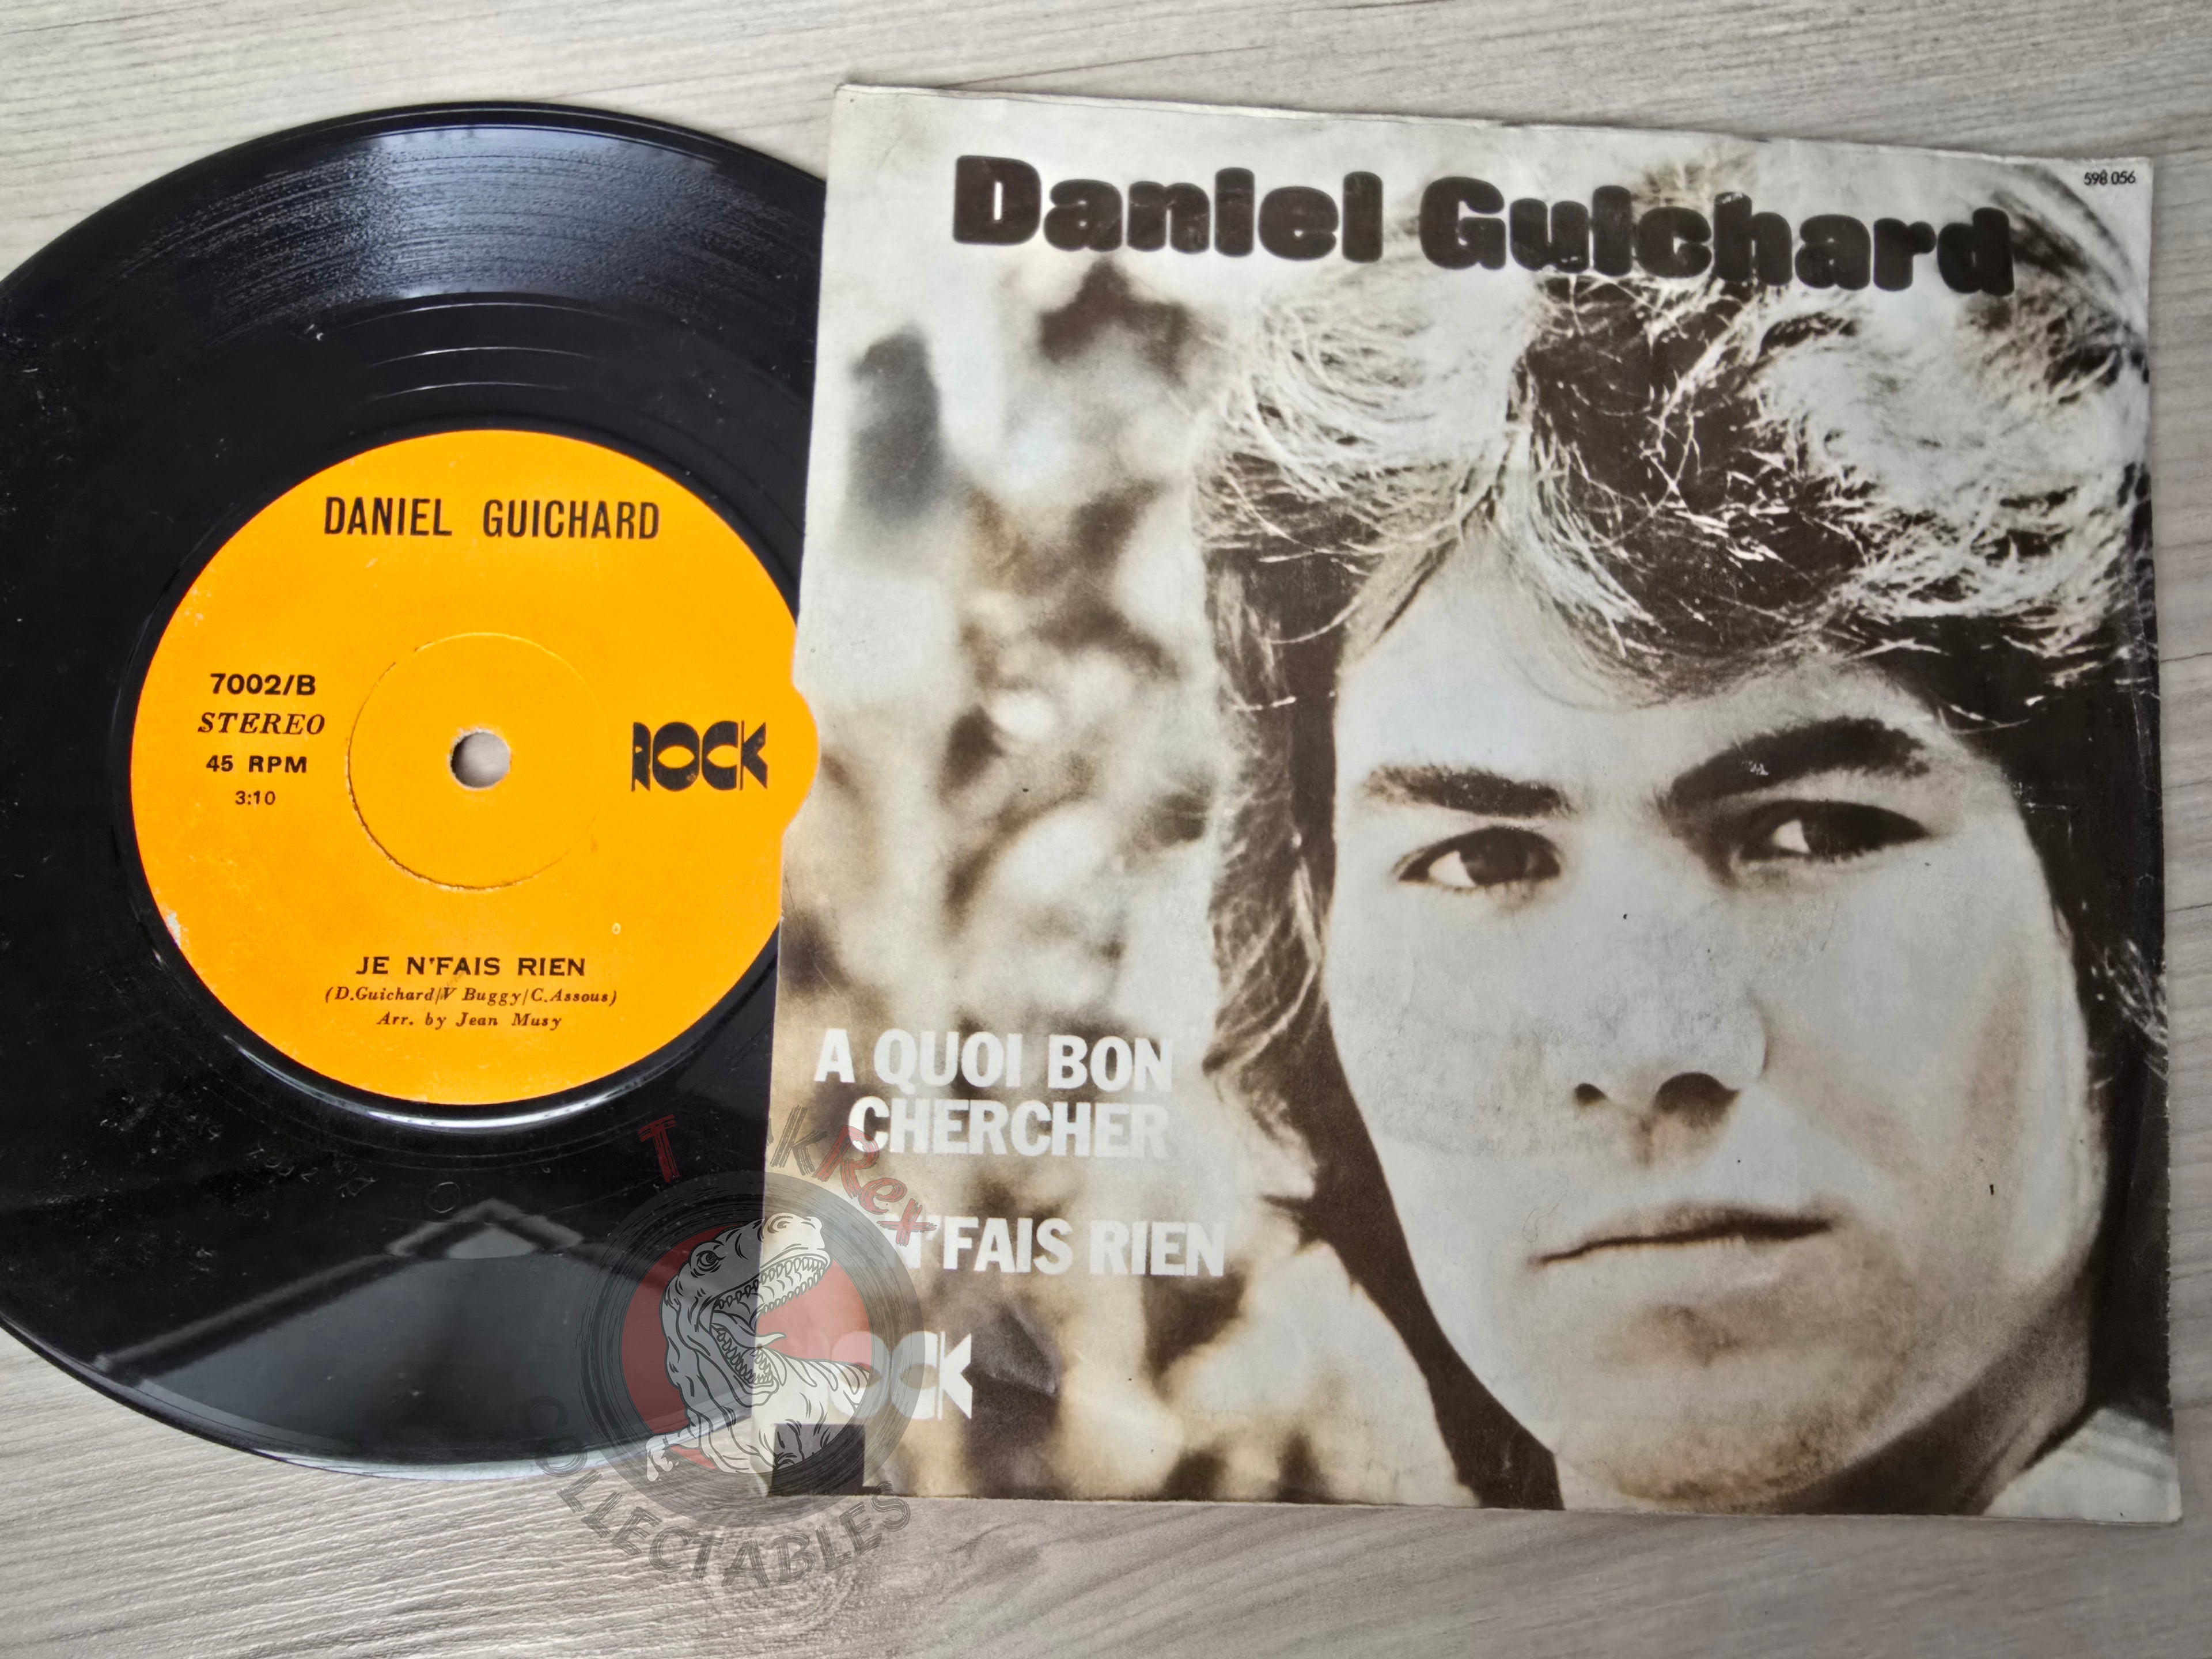 DANIEL GUICHARD
7002/B
STEREO
45 RPM
3:10
ROCK
JE N'FAIS RIEN
(D.Guichard/V Buggy/C.Assous)
Arr. by Jean Musy
Daniel Guichard
598 056
A QUOI BON
CHERCHER
N'FAIS RIEN
ROCK